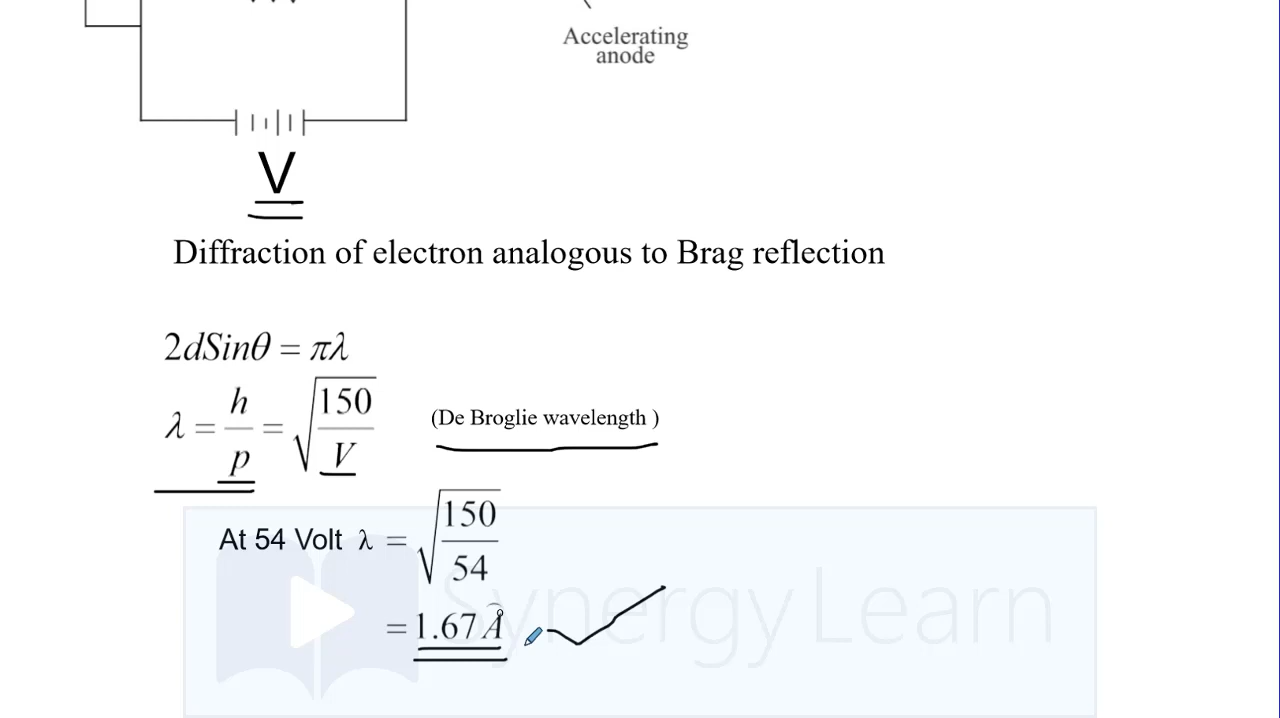 Accelerating
anode
V
Diffraction of electron analogous to Brag reflection
2dSinθ = πλ
λ = h/p = √(150/V) (De Broglie wavelength )
At 54 Volt λ = √(150/54)
= 1.67 Å
Synergy Learn